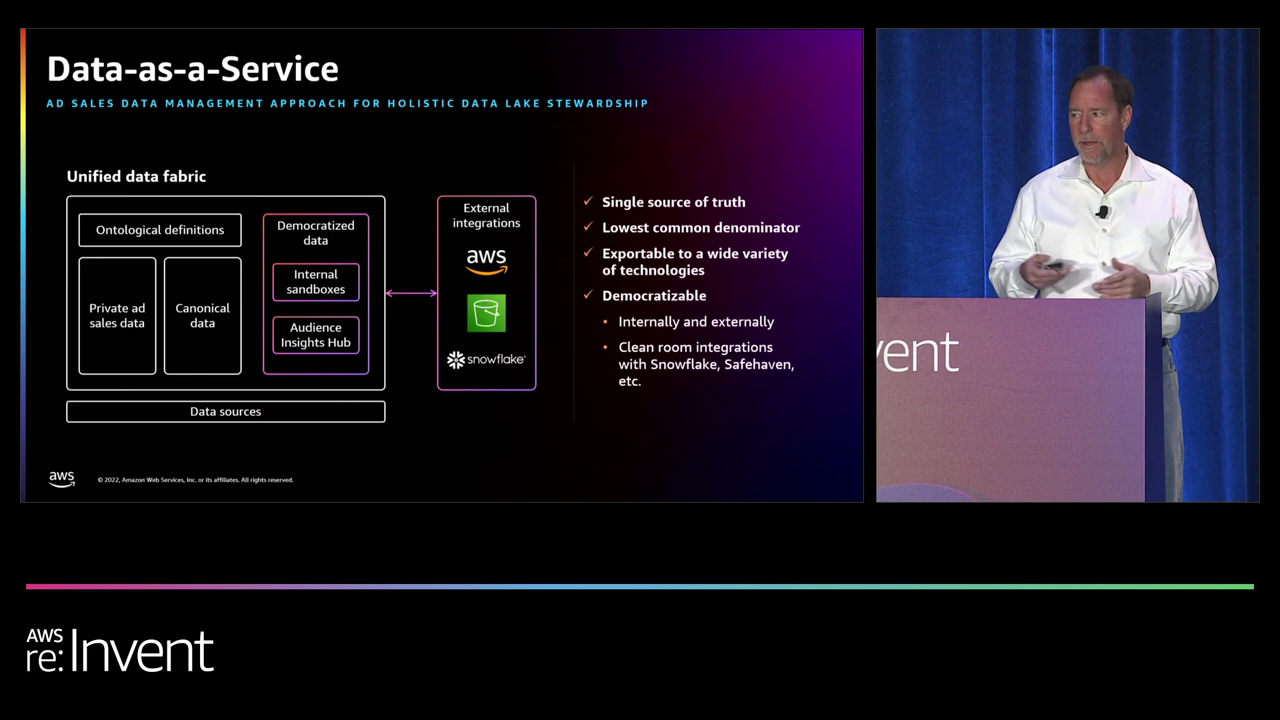 Data-as-a-Service
AD SALES DATA MANAGEMENT APPROACH FOR HOLISTIC DATA LAKE STEWARDSHIP
Unified data fabric
Ontological definitions
Private ad
sales data
Canonical
data
Democratized
data
Internal
sandboxes
Audience
Insights Hub
Data sources
External
integrations
aws
snowflake
✓ Single source of truth
✓ Lowest common denominator
✓ Exportable to a wide variety
of technologies
✓ Democratizable
• Internally and externally
• Clean room integrations
with Snowflake, Safehaven,
etc.
aws
© 2022, Amazon Web Services, Inc. or its affiliates. All rights reserved.
vent
AWS
re:Invent